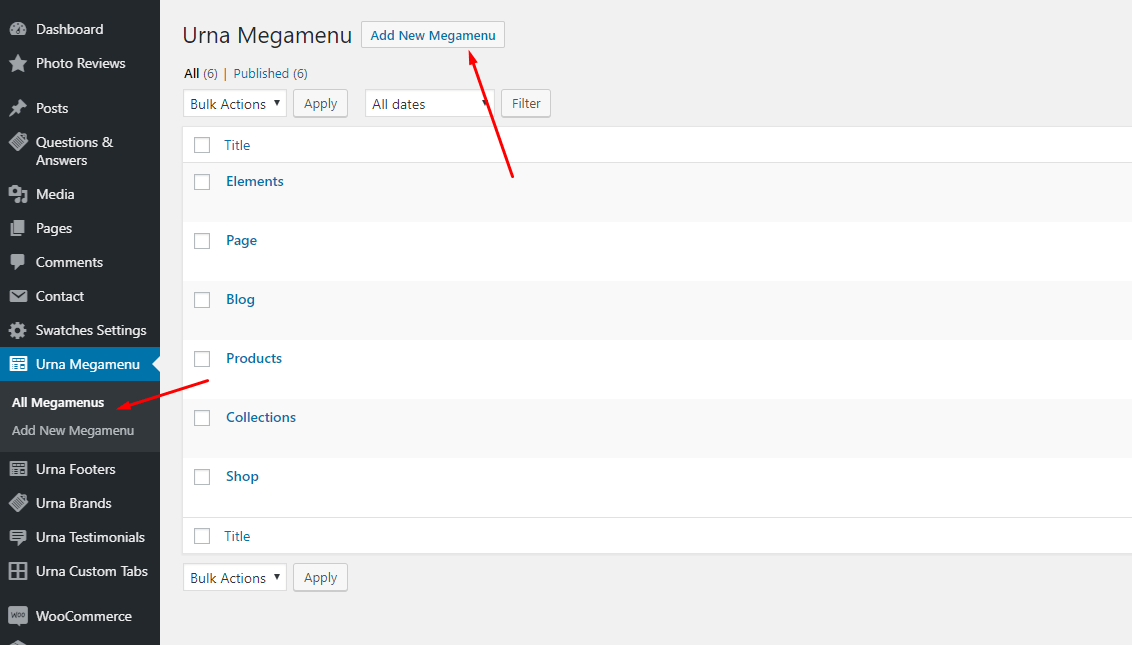 Dashboard
Photo Reviews
Posts
Questions &
Answers
Media
Pages
Comments
Contact
Swatches Settings
Urna Megamenu
All Megamenus
Add New Megamenu
Urna Footers
Urna Brands
Urna Testimonials
Urna Custom Tabs
WOO WooCommerce
Urna Megamenu Add New Megamenu
All (6) | Published (6)
Bulk Actions Apply All dates Filter
Title
Elements
Page
Blog
Products
Collections
Shop
Title
Bulk Actions Apply